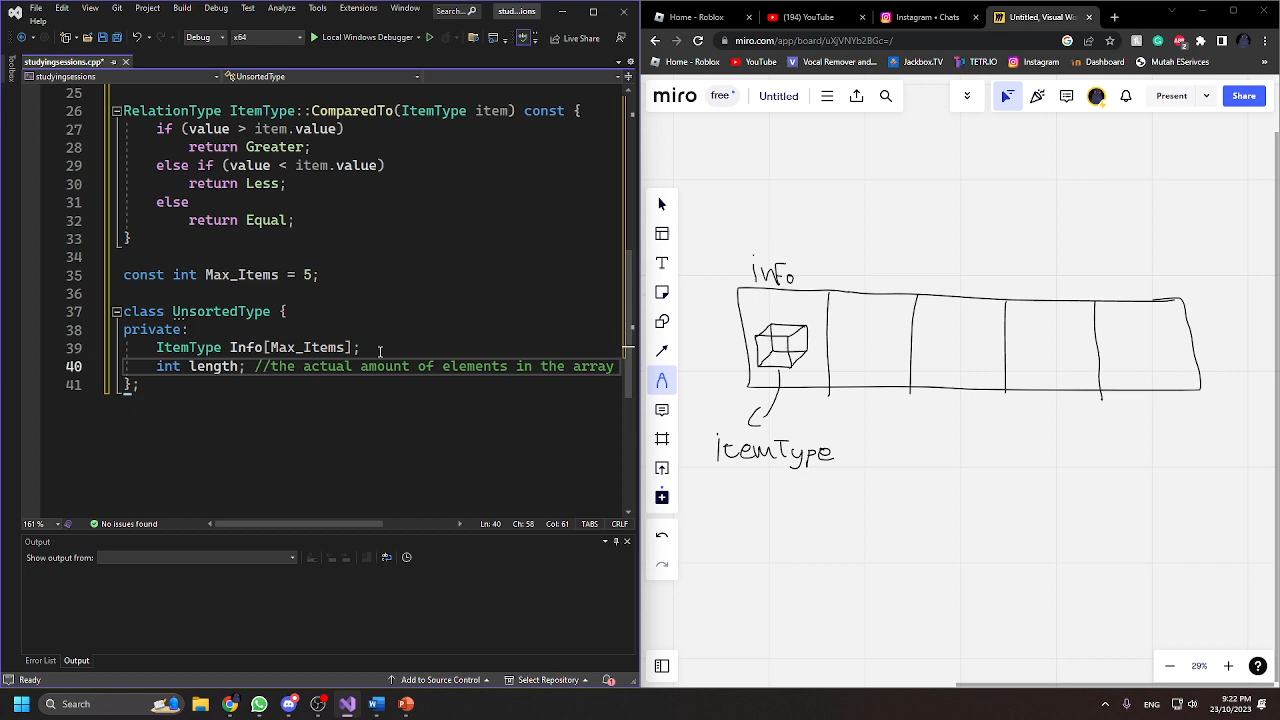 File Edit View Git Project Build Debug Test Analyze Tools Extensions Window Search... stud...ions
Help
Debug x64 Local Windows Debugger Live Share
studyingsessions.cpp*
studyingsessions UnsortedType
25
26 RelationType ItemType::ComparedTo(ItemType item) const {
27 if (value > item.value)
28 return Greater;
29 else if (value < item.value)
30 return Less;
31 else
32 return Equal;
33 }
34
35 const int Max_Items = 5;
36
37 class UnsortedType {
38 private:
39 ItemType Info[Max_Items];
40 int length; //the actual amount of elements in the array
41 };
No issues found Ln: 40 Ch: 58 Col: 61 TABS CRLF
Output
Show output from:
Error List Output
Ready Add to Source Control Select Repository
Home - Roblox (194) YouTube Instagram • Chats Untitled, Visual Wo
miro.com/app/board/uXjVNYb2BGc=/
Home - Roblox YouTube Vocal Remover and... Jackbox.TV TETR.IO Instagram Dashboard Music
miro free Untitled Present Share
info
itemType
29%
Search
9:22 PM
23/10/2023